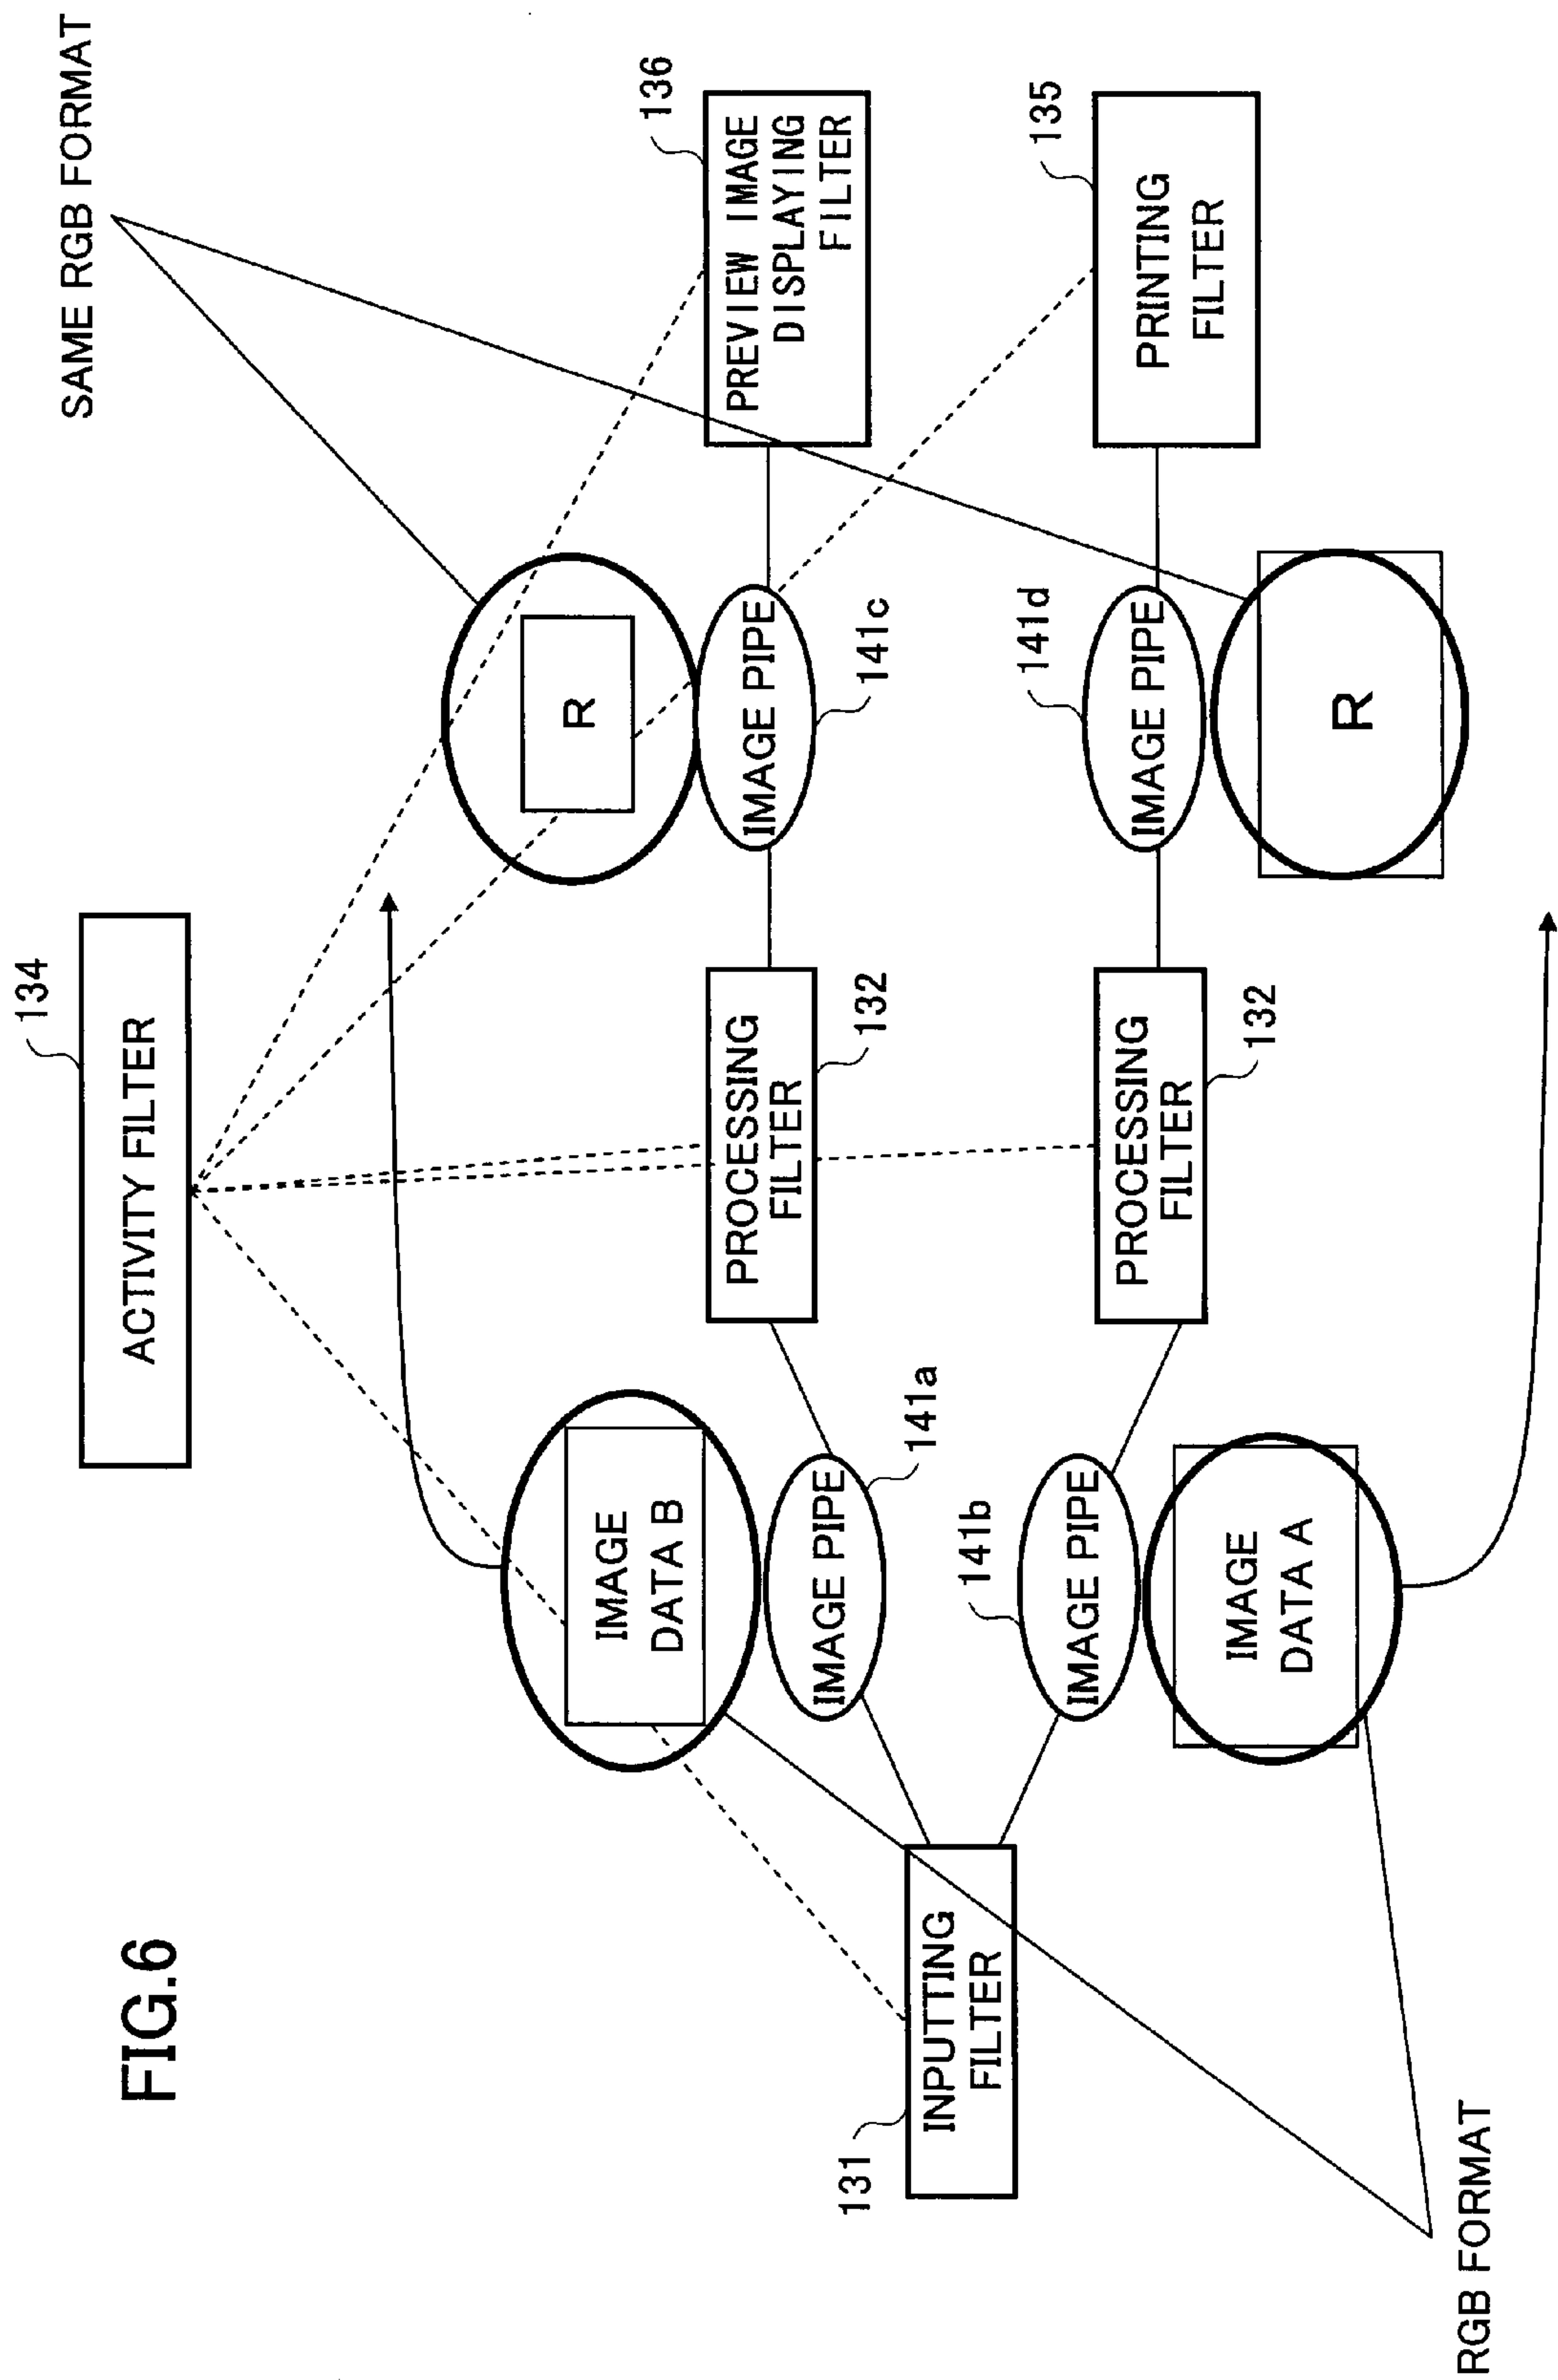 FIG.6
134
ACTIVITY FILTER
SAME RGB FORMAT
IMAGE
DATA B
R
136
131
INPUTTING
FILTER
IMAGE PIPE
141a
PROCESSING
FILTER
132
IMAGE PIPE
141c
PREVIEW IMAGE
DISPLAYING
FILTER
141b
IMAGE PIPE
PROCESSING
FILTER
132
141d
IMAGE PIPE
135
PRINTING
FILTER
IMAGE
DATA A
R
RGB FORMAT